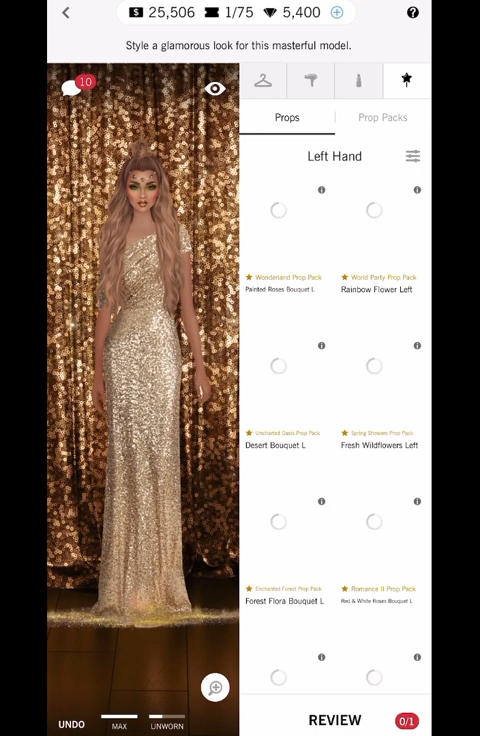 25,506 1/75 5,400
Style a glamorous look for this masterful model.
10
Props
Prop Packs
Left Hand
Wonderland Prop Pack
Painted Roses Bouquet L
World Party Prop Pack
Rainbow Flower Left
Uncharted Oasis Prop Pack
Desert Bouquet L
Spring Showers Prop Pack
Fresh Wildflowers Left
Enchanted Forest Prop Pack
Forest Flora Bouquet L
Romance II Prop Pack
Red & White Roses Bouquet L
UNDO
MAX
UNWORN
REVIEW
0/1